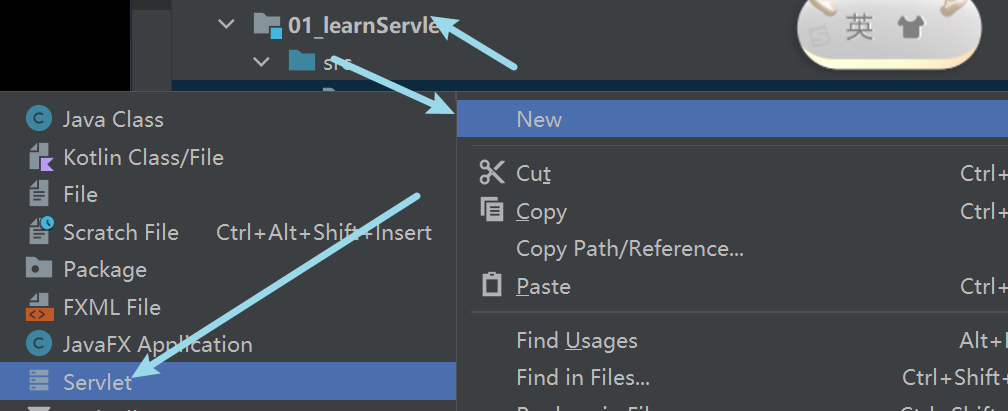 01_learnServle
src
英
Java Class
Kotlin Class/File
File
Scratch File Ctrl+Alt+Shift+Insert
Package
FXML File
JavaFX Application
Servlet
New
Cut Ctrl+
Copy Ctrl+
Copy Path/Reference...
Paste Ctrl+
Find Usages Alt+
Find in Files... Ctrl+Shift+